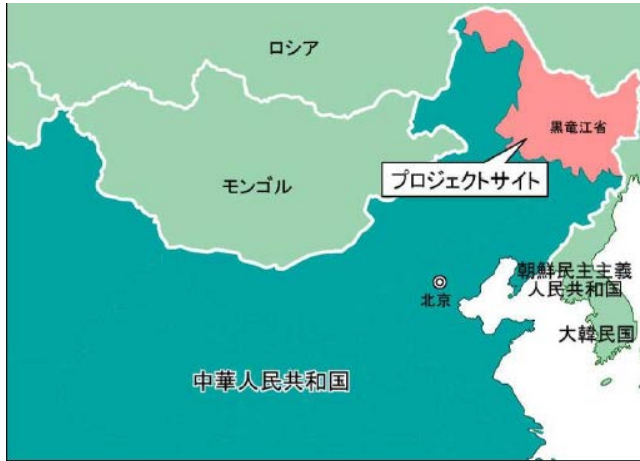 ロシア
黒竜江省
プロジェクトサイト
モンゴル
朝鮮民主主義
人民共和国
北京
大韓民国
中華人民共和国